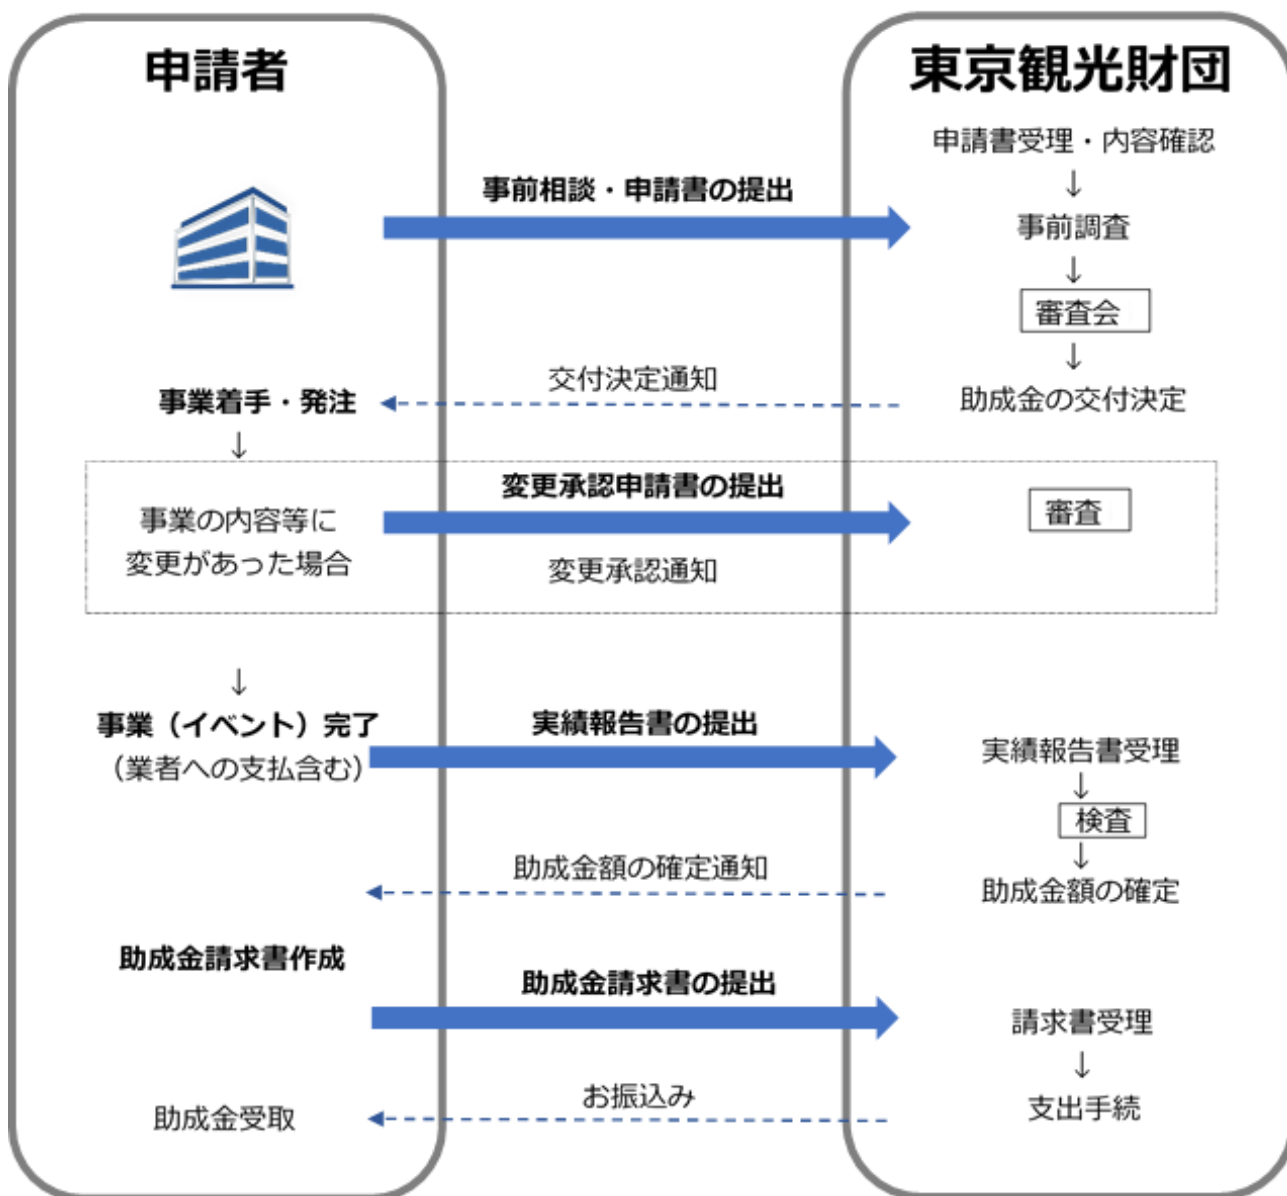 申請者
東京観光財団
申請書受理・内容確認
↓
事前相談・申請書の提出
事前調査
↓
審査会
↓
交付決定通知
事業着手・発注
助成金の交付決定
↓
変更承認申請書の提出
審査
事業の内容等に
変更があった場合
変更承認通知
↓
事業（イベント）完了
（業者への支払含む）
実績報告書の提出
実績報告書受理
↓
検査
↓
助成金額の確定通知
助成金額の確定
助成金請求書作成
助成金請求書の提出
請求書受理
↓
お振込み
支出手続
助成金受取